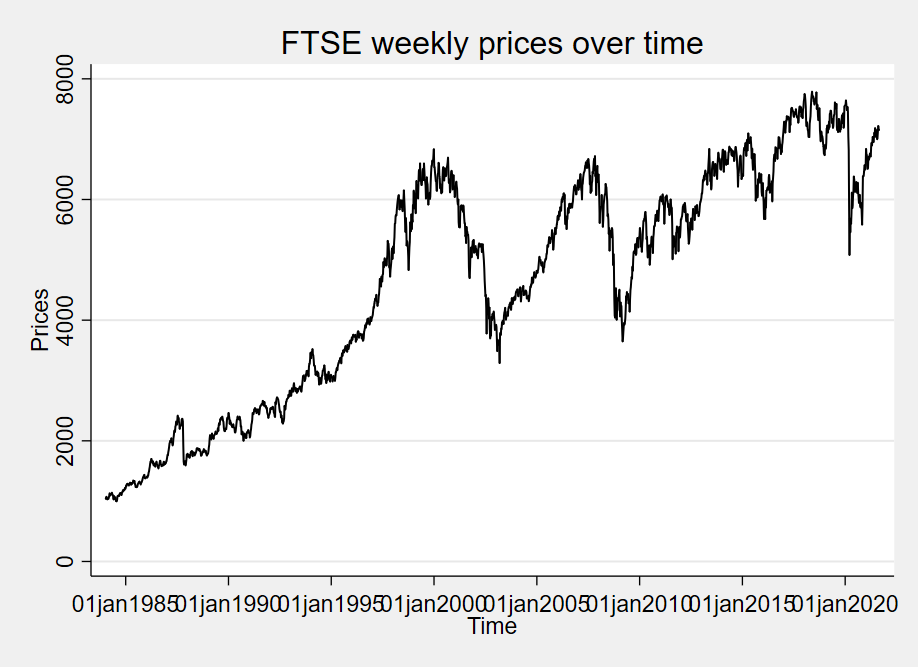 FTSE weekly prices over time
8000
6000
4000
2000
0
Prices
01jan1985 01jan1990 01jan1995 01jan2000 01jan2005 01jan2010 01jan2015 01jan2020
Time